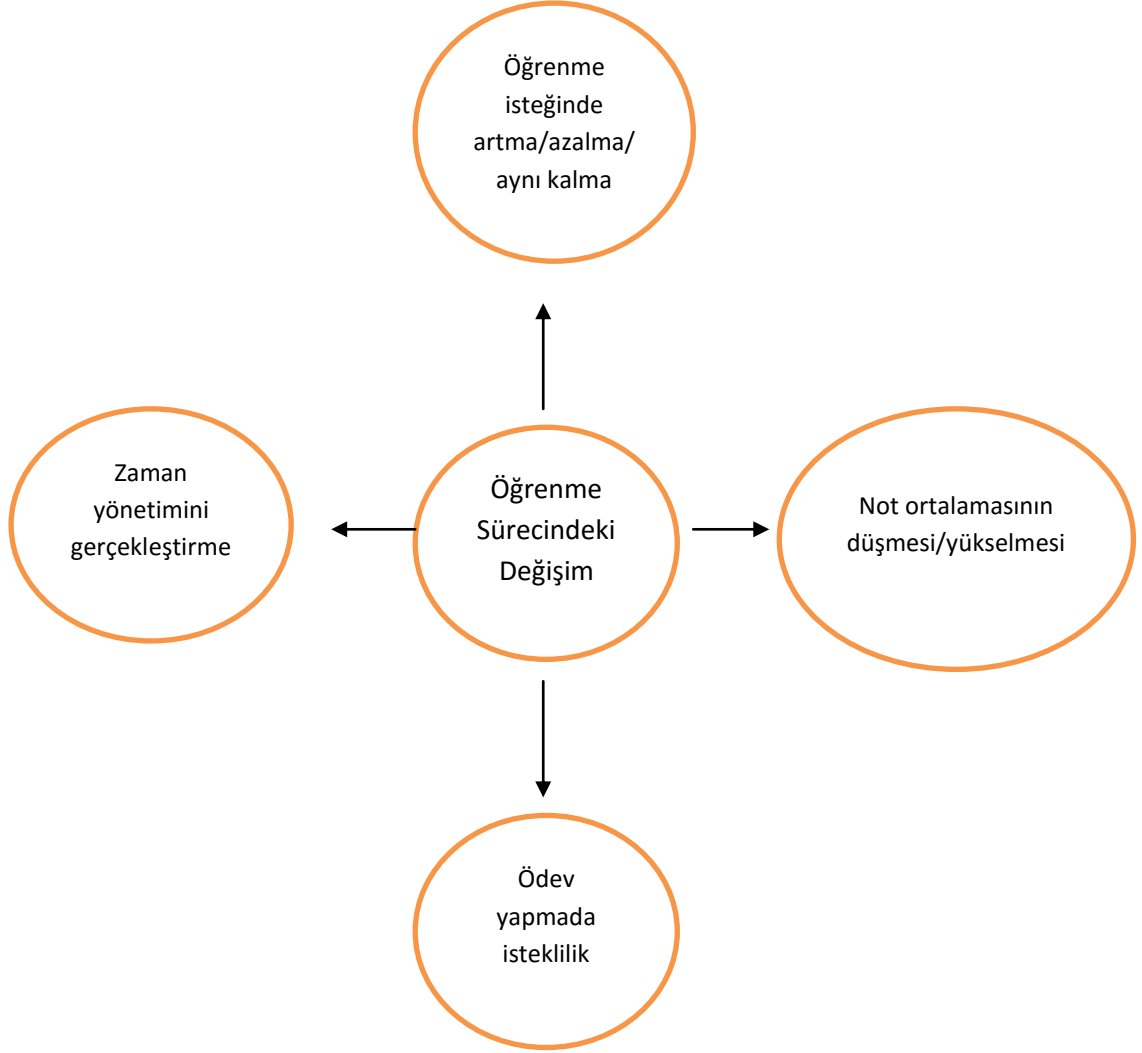 Öğrenme
isteğinde
artma/azalma/
aynı kalma
Zaman
yönetimini
gerçekleştirme
Öğrenme
Sürecindeki
Değişim
Not ortalamasının
düşmesi/yükselmesi
Ödev
yapmada
isteklilik